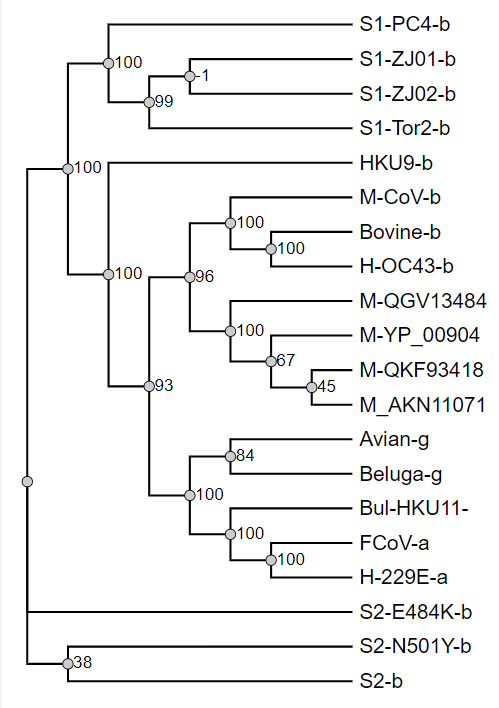 S1-PC4-b
100
S1-ZJ01-b
-1
S1-ZJ02-b
99
S1-Tor2-b
HKU9-b
100
M-CoV-b
100
Bovine-b
100
H-OC43-b
100
96
M-QGV13484
100
M-YP_00904
67
M-QKF93418
45
93
M_AKN11071
Avian-g
84
Beluga-g
100
Bul-HKU11-
100
FCoV-a
100
H-229E-a
S2-E484K-b
S2-N501Y-b
38
S2-b